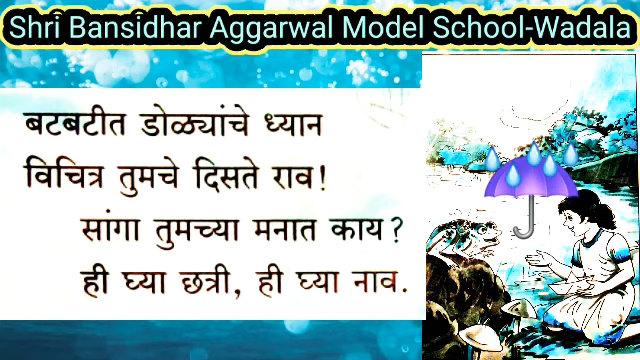 Shri Bansidhar Aggarwal Model School-Wadala
बटबटीत डोळ्यांचे ध्यान
विचित्र तुमचे दिसते राव!
सांगा तुमच्या मनात काय?
ही घ्या छत्री, ही घ्या नाव.